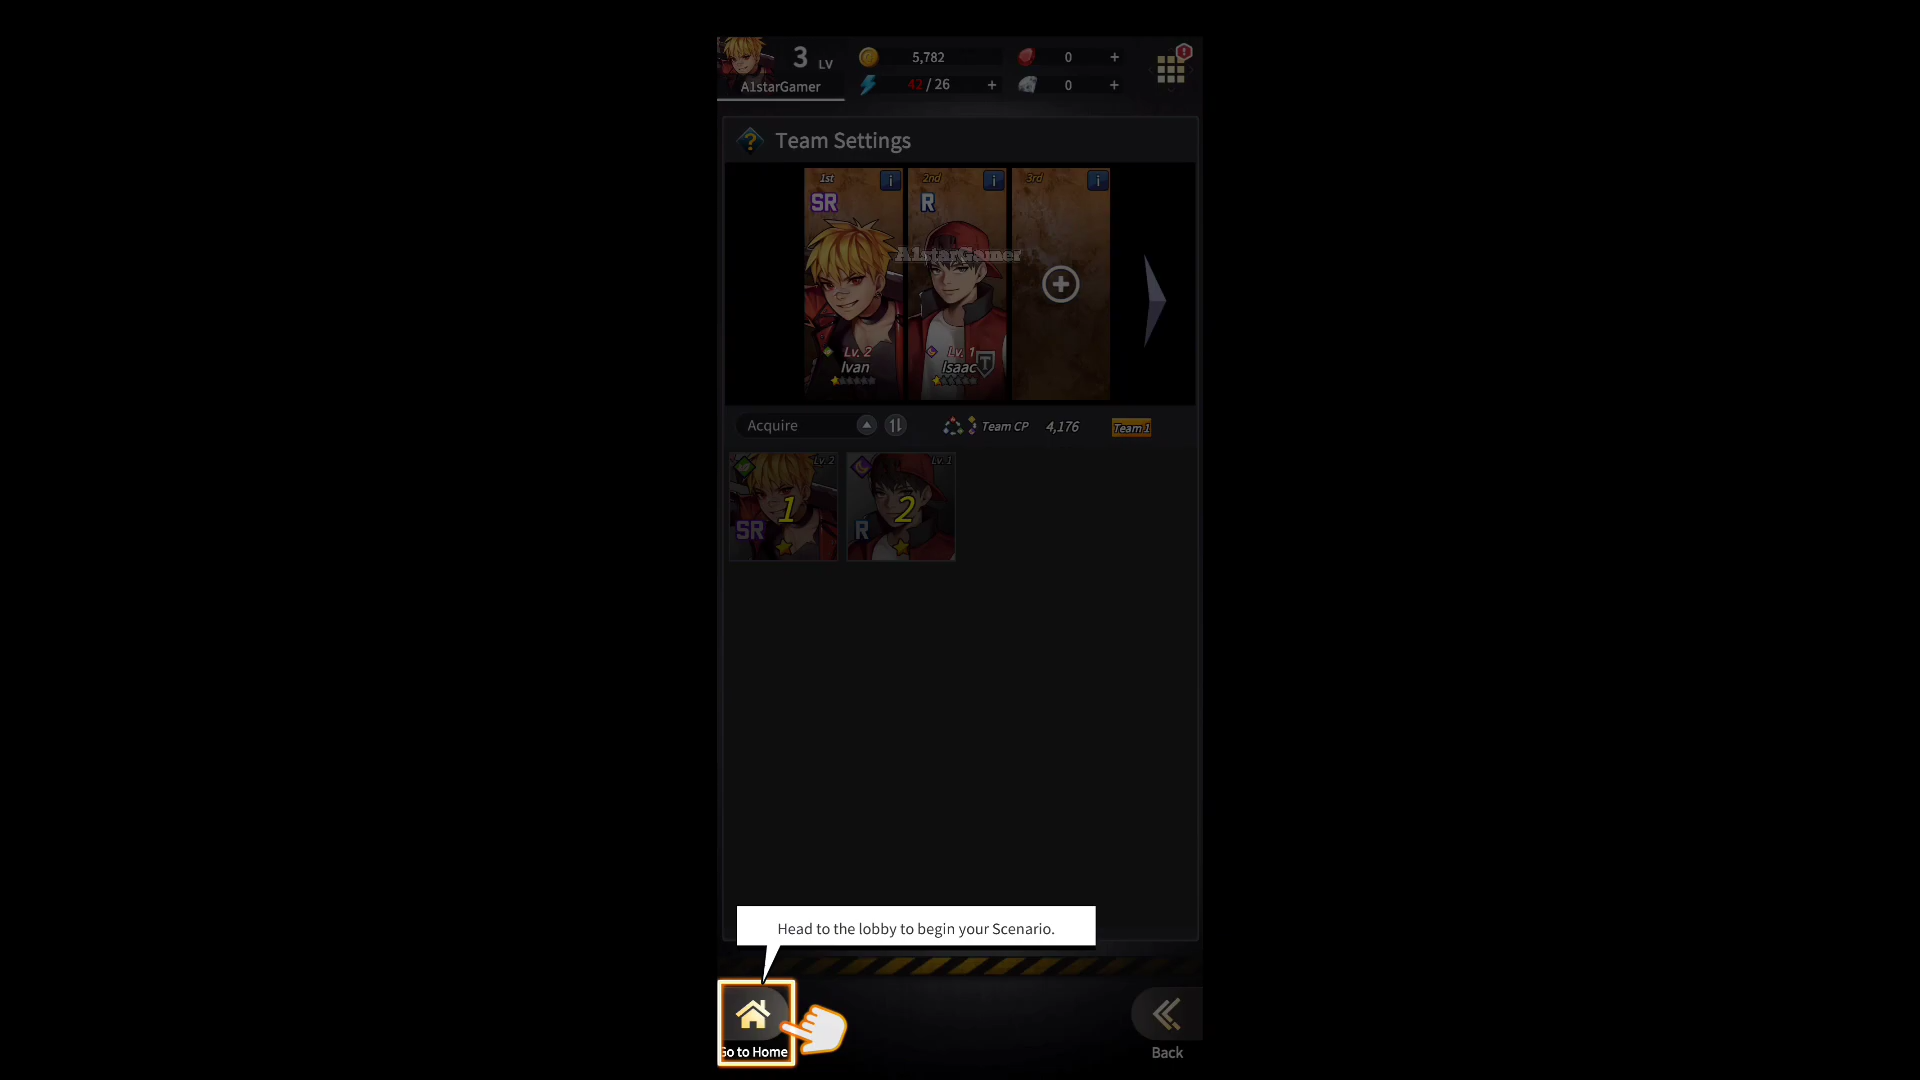 3 LV
A1starGamer
5,782
0
42 / 26
0
Team Settings
1st
SR
Lv. 2
Ivan
2nd
R
Lv. 1
Isaac
T
3rd
A1starGamer
Acquire
Team CP 4,176
Team 1
Lv. 2
1
SR
Lv. 1
2
R
Head to the lobby to begin your Scenario.
Go to Home
Back